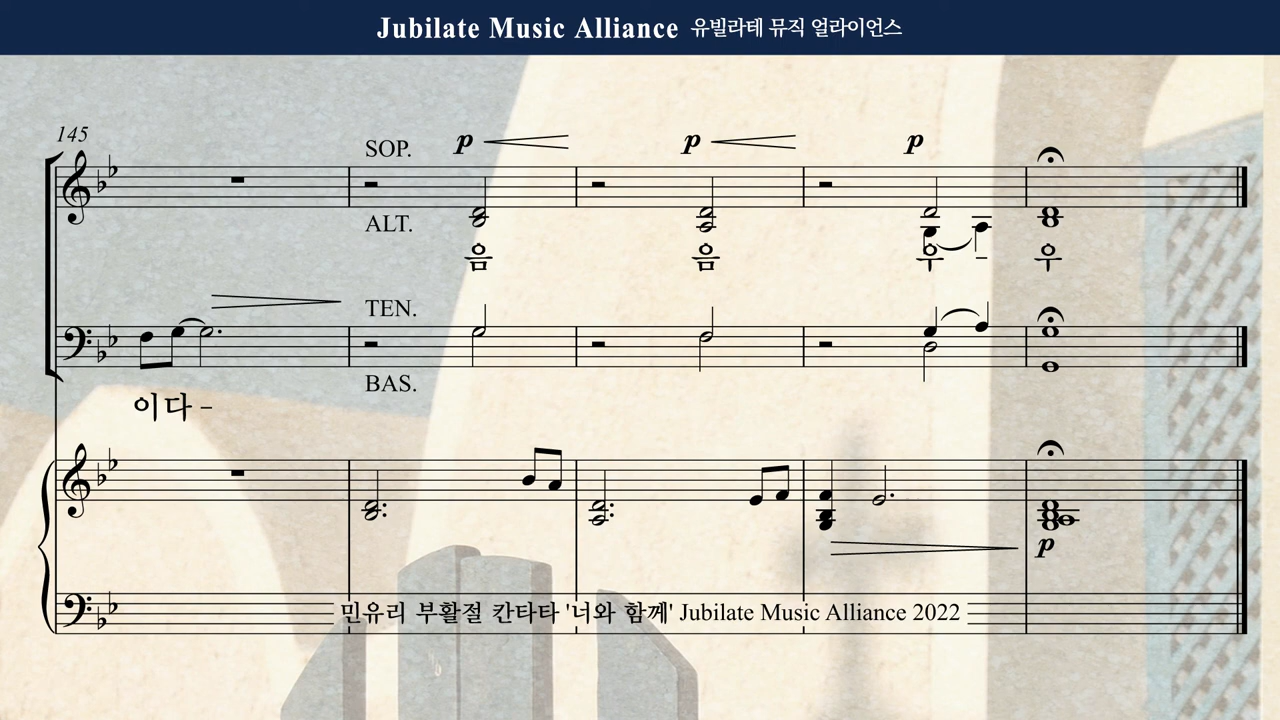 Jubilate Music Alliance 유빌라테 뮤직 얼라이언스
145
SOP. p p p
ALT.
음 음 우 - 우
TEN.
BAS.
이다 -
p
민유리 부활절 칸타타 '너와 함께' Jubilate Music Alliance 2022